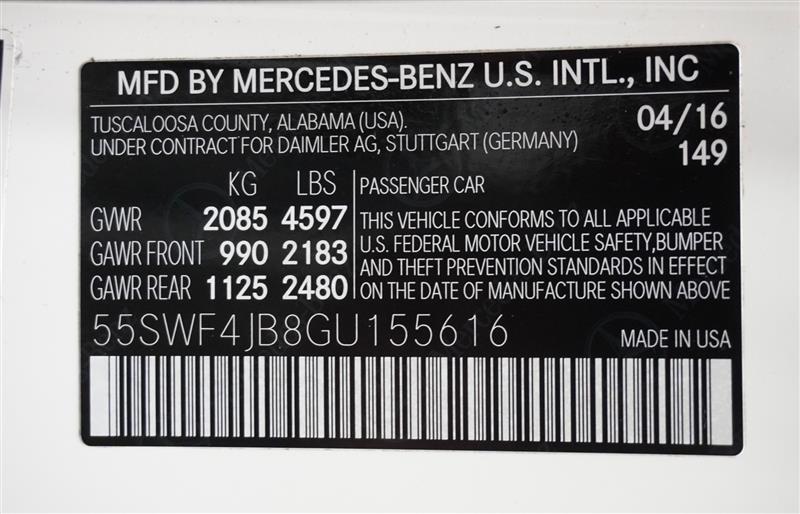 MFD BY MERCEDES-BENZ U.S. INTL., INC
TUSCALOOSA COUNTY, ALABAMA (USA). 04/16
UNDER CONTRACT FOR DAIMLER AG, STUTTGART (GERMANY) 149
KG LBS
GVWR 2085 4597
GAWR FRONT 990 2183
GAWR REAR 1125 2480
PASSENGER CAR
THIS VEHICLE CONFORMS TO ALL APPLICABLE
U.S. FEDERAL MOTOR VEHICLE SAFETY,BUMPER
AND THEFT PREVENTION STANDARDS IN EFFECT
ON THE DATE OF MANUFACTURE SHOWN ABOVE
55SWF4JB8GU155616 MADE IN USA